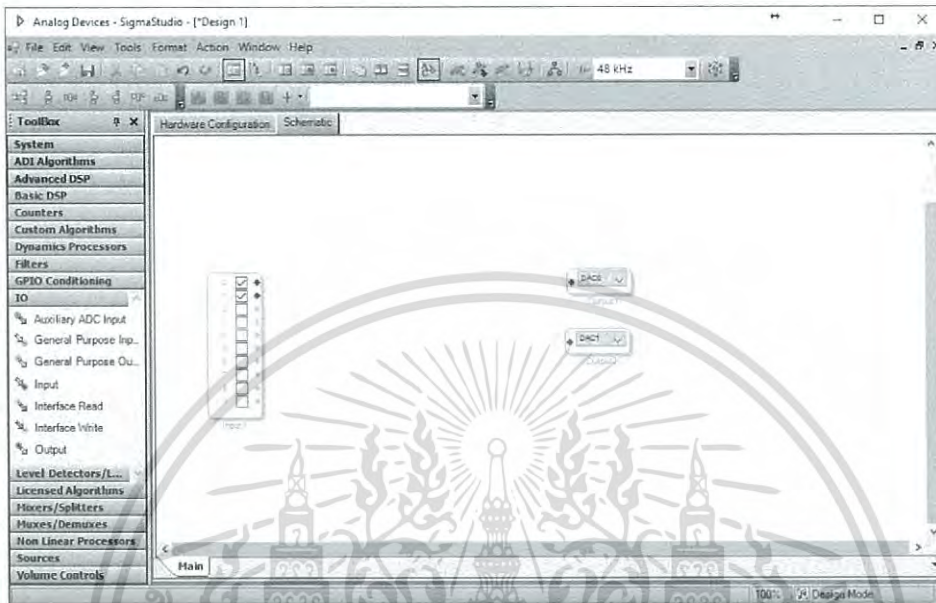 Analog Devices - SigmaStudio - [*Design 1]
File Edit View Tools Format Action Window Help
48 kHz
ToolBox
Hardware Configuration Schematic
System
ADI Algorithms
Advanced DSP
Basic DSP
Counters
Custom Algorithms
Dynamics Processors
Filters
GPIO Conditioning
IO
Auxiliary ADC Input
General Purpose Inp..
General Purpose Ou..
Input
Interface Read
Interface Write
Output
Level Detectors/L...
Licensed Algorithms
Mixers/Splitters
Muxes/Demuxes
Non Linear Processors
Sources
Volume Controls
Input1
DAC0
Output1
DAC1
Output2
Main
100%
Design Mode